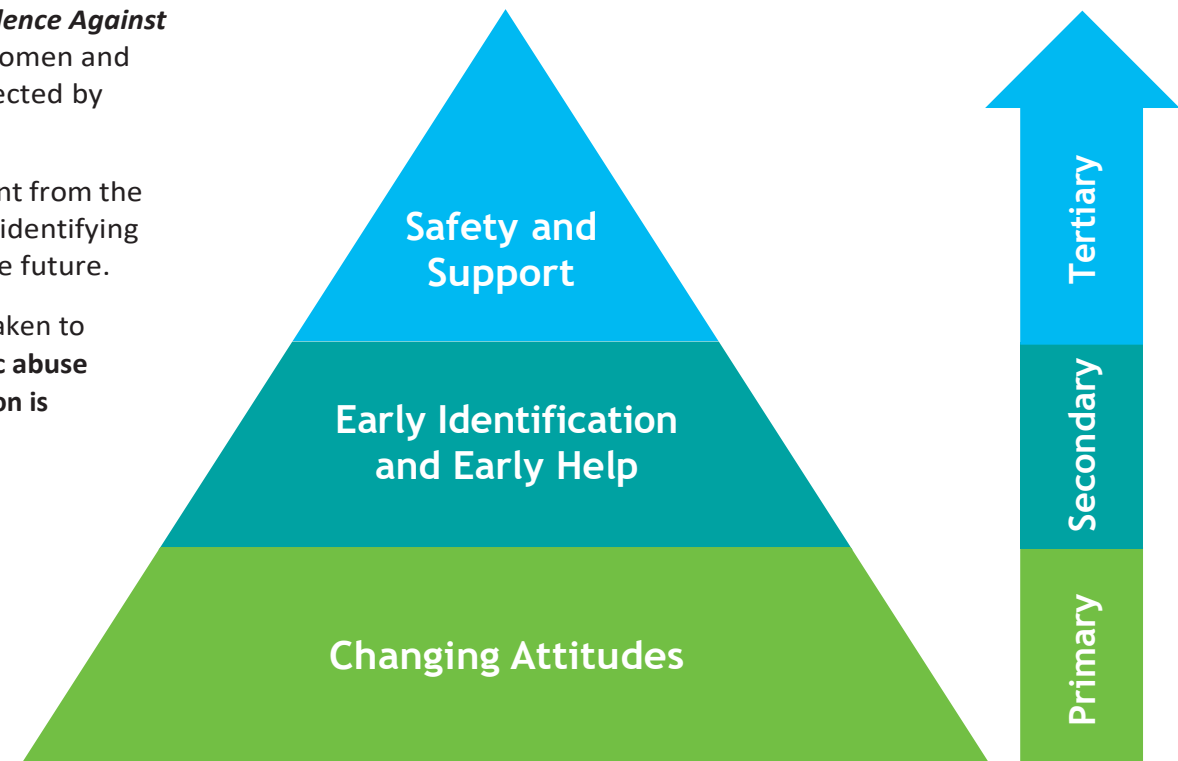 lence Against
omen and
ected by
nt from the
identifying
e future.
aken to
c abuse
on is
Safety and
Support
Early Identification
and Early Help
Changing Attitudes
Tertiary
Secondary
Primary